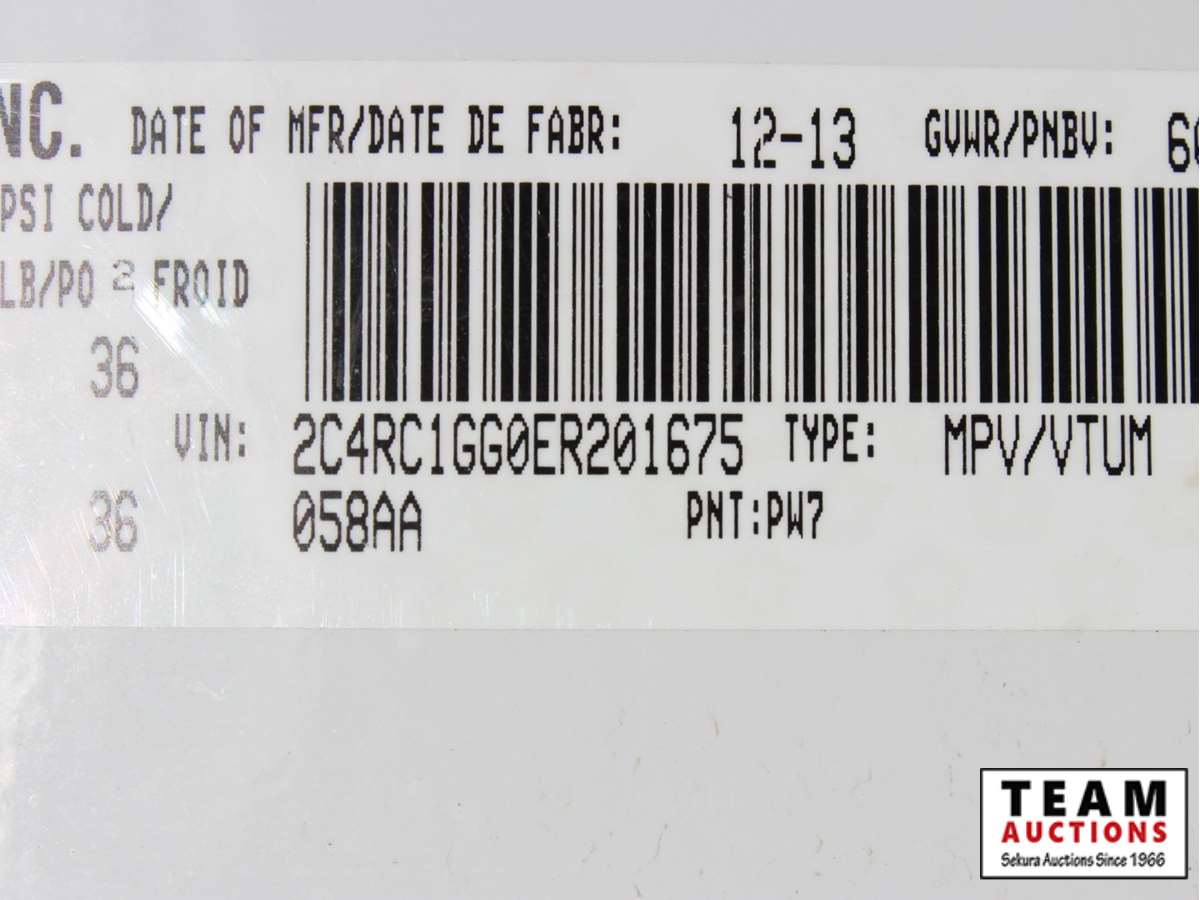 NC. DATE OF MFR/DATE DE FABR: 12-13 GVWR/PNBV:
PSI COLD/
LB/PO 2 FROID
36
VIN: 2C4RC1GG0ER201675 TYPE: MPV/VTUM
36 058AA PNT:PW7
TEAM
AUCTIONS
Sekura Auctions Since 1966